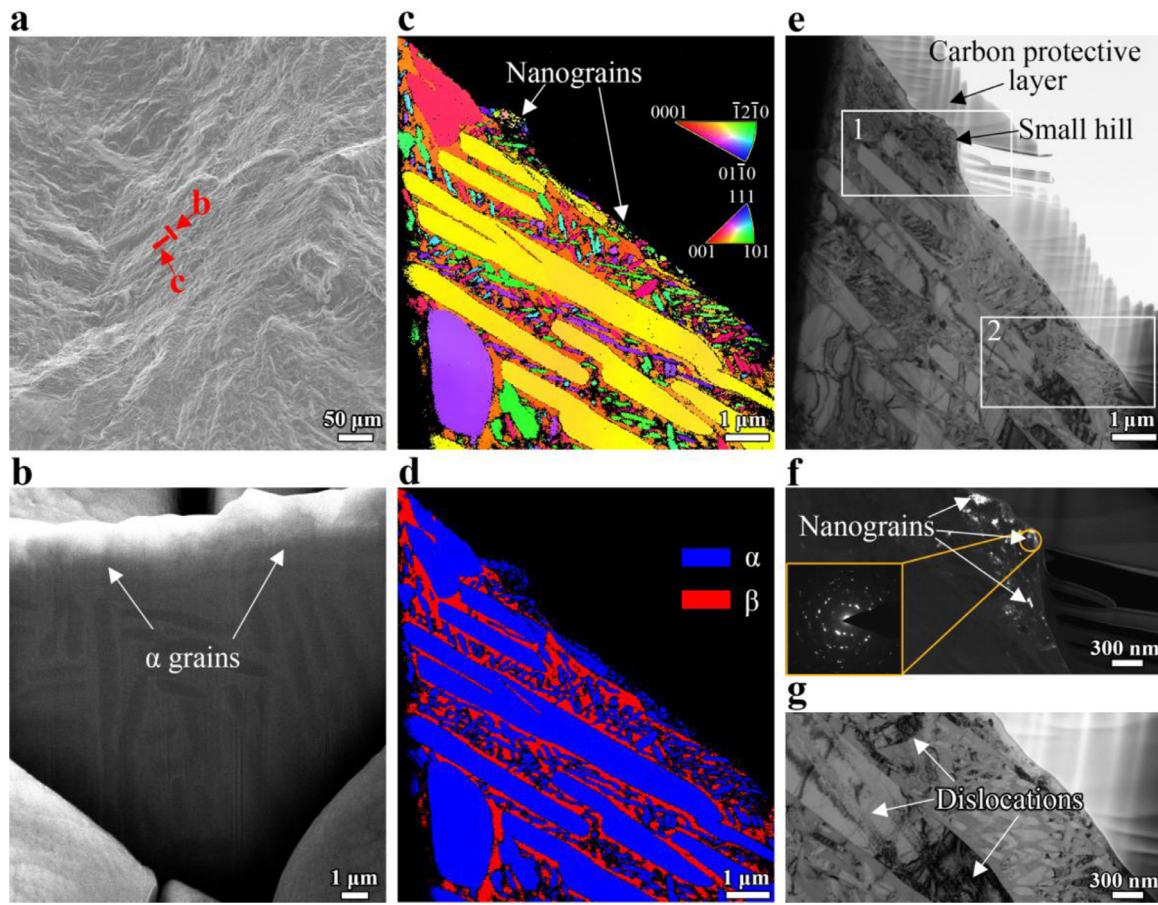 a
b
c
50 μm
b
α grains
1 μm
c
Nanograins
0001
1̅21̅0
011̅0
111
001
101
1 μm
d
α
β
1 μm
e
Carbon protective
layer
1
Small hill
2
1 μm
f
Nanograins
300 nm
g
Dislocations
300 nm